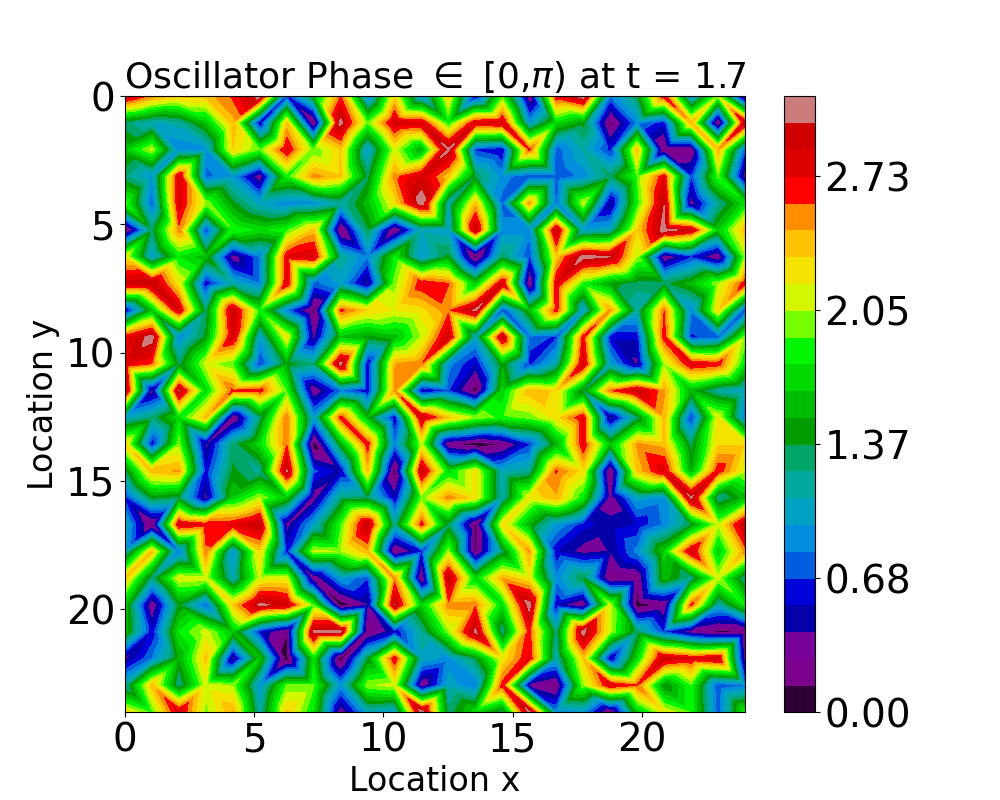 Oscillator Phase ∈ [0,π) at t = 1.7
Location y
0
5
10
15
20
0 5 10 15 20
Location x
2.73
2.05
1.37
0.68
0.00